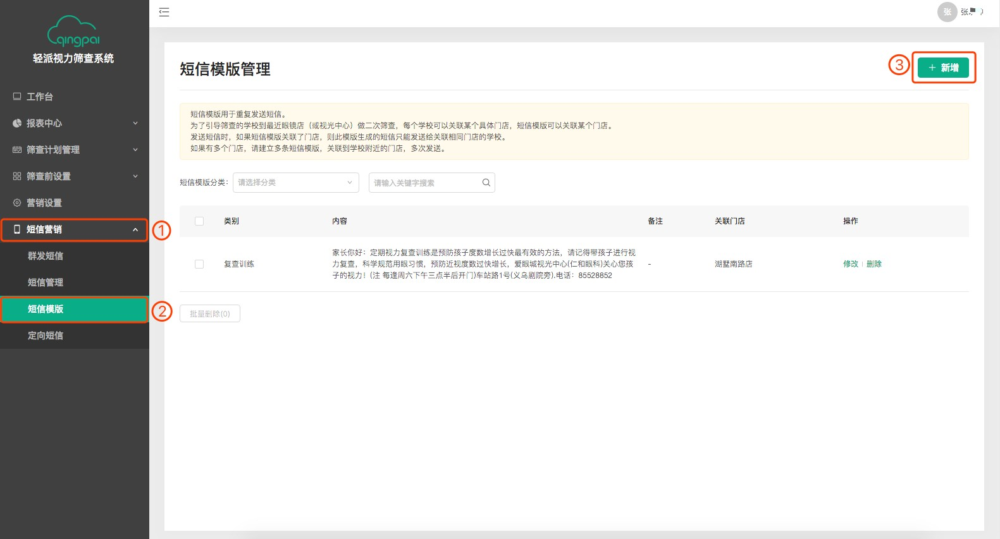 qingpai
轻派视力筛查系统
工作台
报表中心
筛查计划管理
筛查前设置
营销设置
短信营销
①
群发短信
短信管理
短信模版
②
定向短信
张
张
短信模版管理
③
+ 新增
短信模版用于重复发送短信。
为了引导筛查的学校到最近眼镜店（或视光中心）做二次筛查，每个学校可以关联某个具体门店，短信模版可以关联某个门店。
发送短信时，如果短信模版关联了门店，则此模版生成的短信只能发送给关联相同门店的学校。
如果有多个门店，请建立多条短信模版，关联到学校附近的门店，多次发送。
短信模版分类： 请选择分类 请输入关键字搜索
类别 内容 备注 关联门店 操作
家长你好：定期视力复查训练是预防孩子度数增长过快最有效的方法，请记得带孩子进行视
复查训练 力复查，科学规范用眼习惯，预防近视度数过快增长，爱眼城视光中心(仁和眼科)关心您孩 - 湖墅南路店 修改 | 删除
子的视力！(注 每逢周六下午三点半后开门)车站路1号(义乌剧院旁).电话：85528852
批量删除(0)